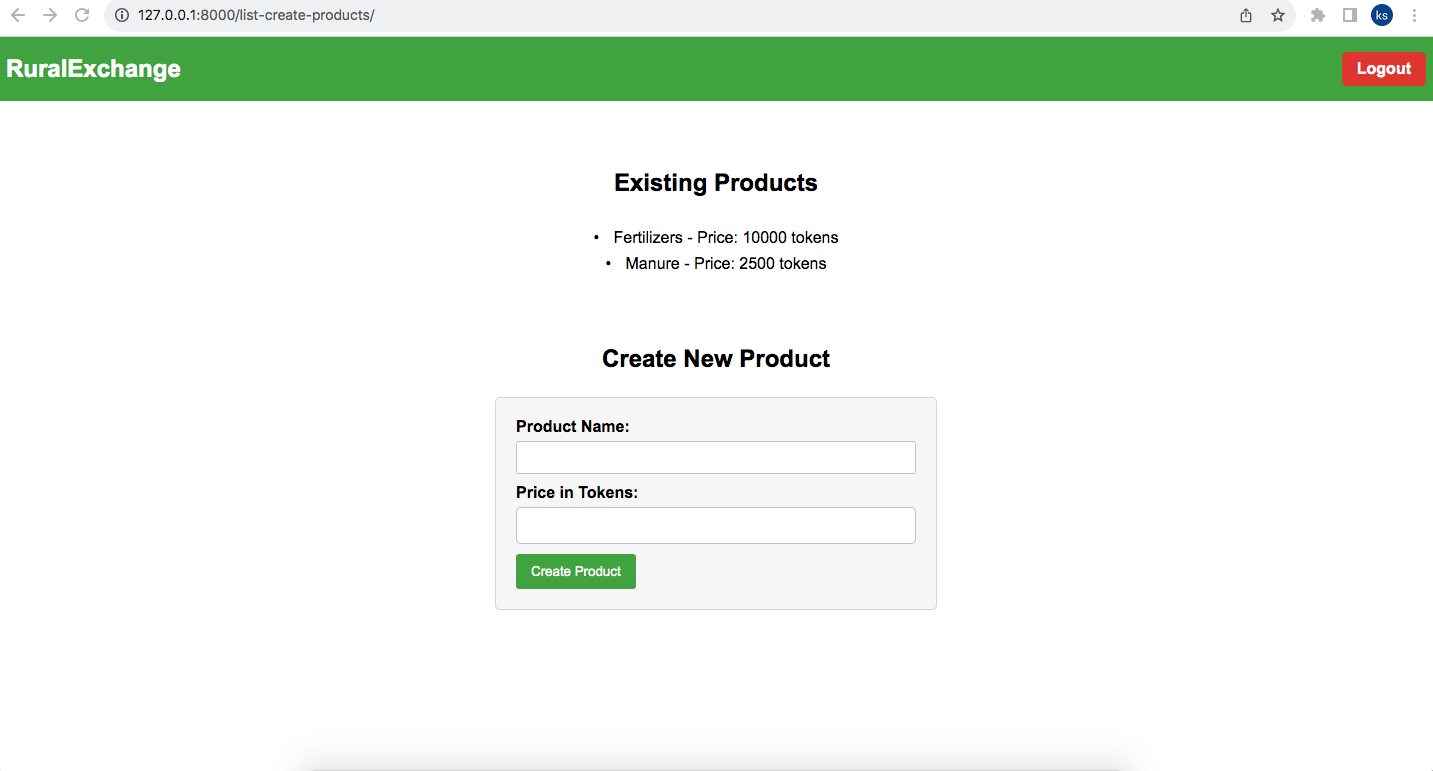 127.0.0.1:8000/list-create-products/
ks
RuralExchange
Logout
Existing Products
• Fertilizers - Price: 10000 tokens
• Manure - Price: 2500 tokens
Create New Product
Product Name:
Price in Tokens:
Create Product